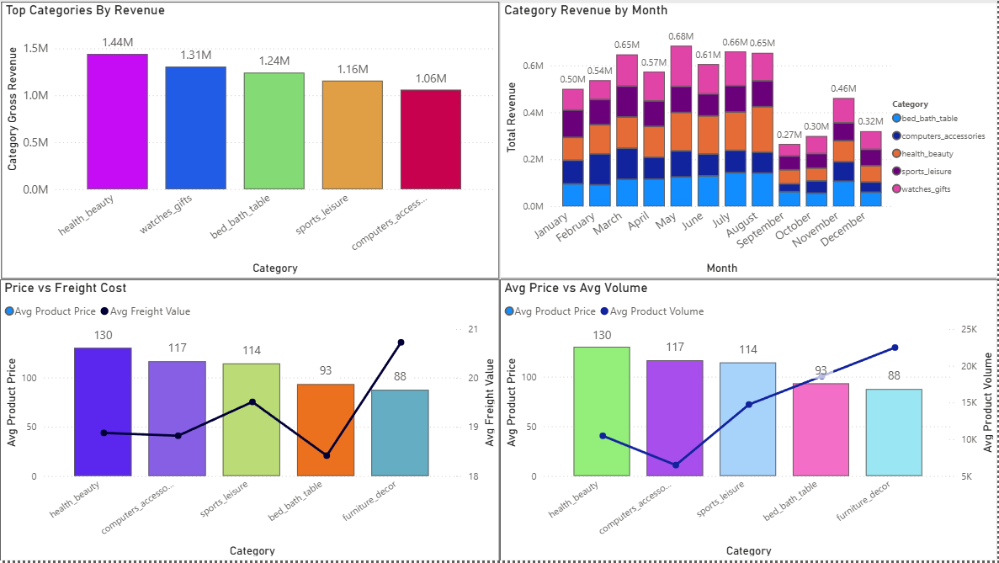 Top Categories By Revenue
Category Gross Revenue
1.5M
1.0M
0.5M
0.0M
1.44M
1.31M
1.24M
1.16M
1.06M
health_beauty
watches_gifts
bed_bath_table
sports_leisure
computers_access...
Category
Category Revenue by Month
Total Revenue
0.6M
0.4M
0.2M
0.0M
0.50M
0.54M
0.65M
0.57M
0.68M
0.61M
0.66M
0.65M
0.27M
0.30M
0.46M
0.32M
January
February
March
April
May
June
July
August
September
October
November
December
Month
Category
bed_bath_table
computers_accessories
health_beauty
sports_leisure
watches_gifts
Price vs Freight Cost
Avg Product Price
Avg Freight Value
Avg Product Price
100
50
0
130
117
114
93
88
21
20
19
18
Avg Freight Value
health_beauty
computers_accesso...
sports_leisure
bed_bath_table
furniture_decor
Category
Avg Price vs Avg Volume
Avg Product Price
Avg Product Volume
Avg Product Price
100
50
0
130
117
114
93
88
25K
20K
15K
10K
5K
Avg Product Volume
health_beauty
computers_accesso...
sports_leisure
bed_bath_table
furniture_decor
Category